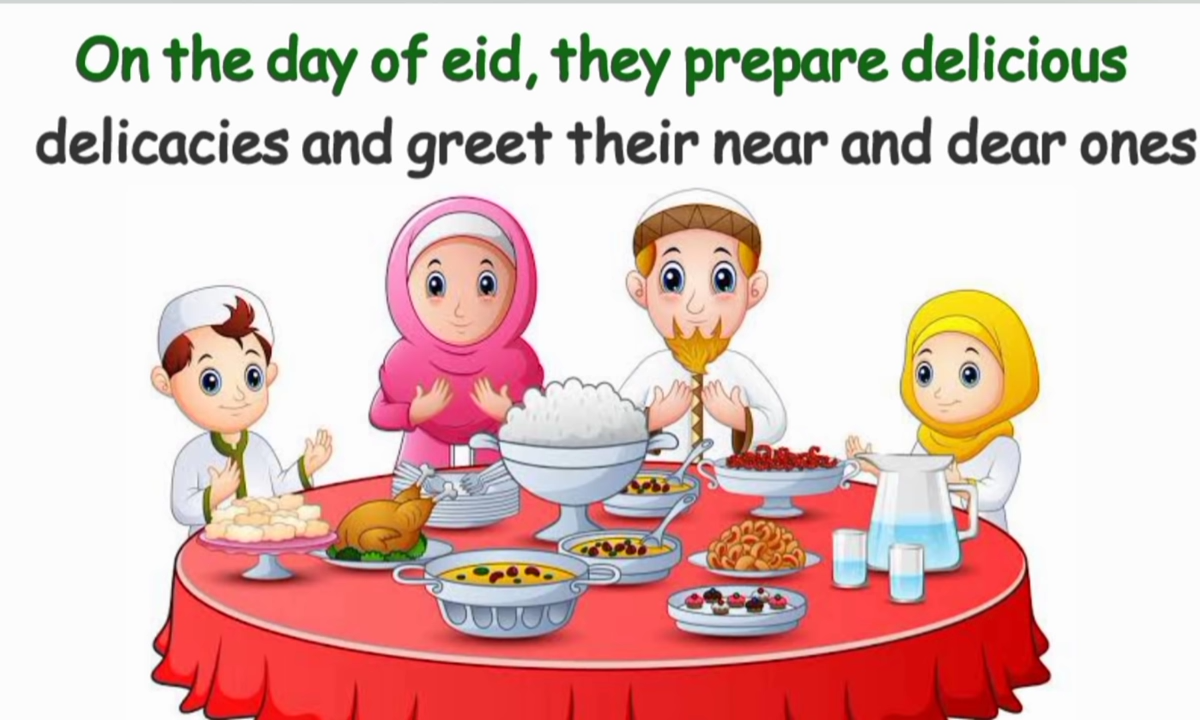 On the day of eid, they prepare delicious
delicacies and greet their near and dear ones